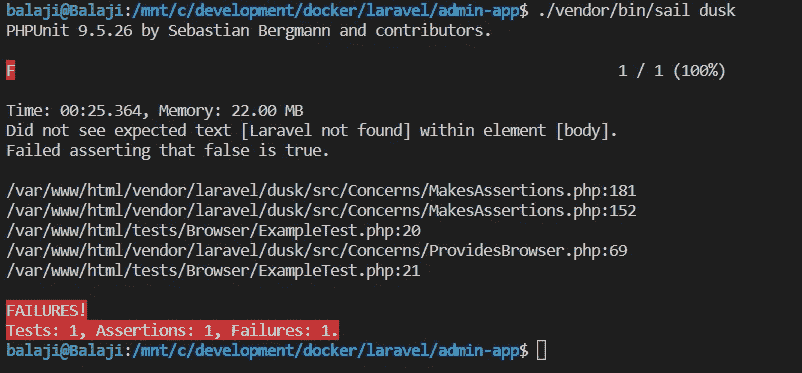 balaji@Balaji:/mnt/c/development/docker/laravel/admin-app$ ./vendor/bin/sail dusk
PHPUnit 9.5.26 by Sebastian Bergmann and contributors.
F 1 / 1 (100%)
Time: 00:25.364, Memory: 22.00 MB
Did not see expected text [Laravel not found] within element [body].
Failed asserting that false is true.
/var/www/html/vendor/laravel/dusk/src/Concerns/MakesAssertions.php:181
/var/www/html/vendor/laravel/dusk/src/Concerns/MakesAssertions.php:152
/var/www/html/tests/Browser/ExampleTest.php:20
/var/www/html/vendor/laravel/dusk/src/Concerns/ProvidesBrowser.php:69
/var/www/html/tests/Browser/ExampleTest.php:21
FAILURES!
Tests: 1, Assertions: 1, Failures: 1.
balaji@Balaji:/mnt/c/development/docker/laravel/admin-app$